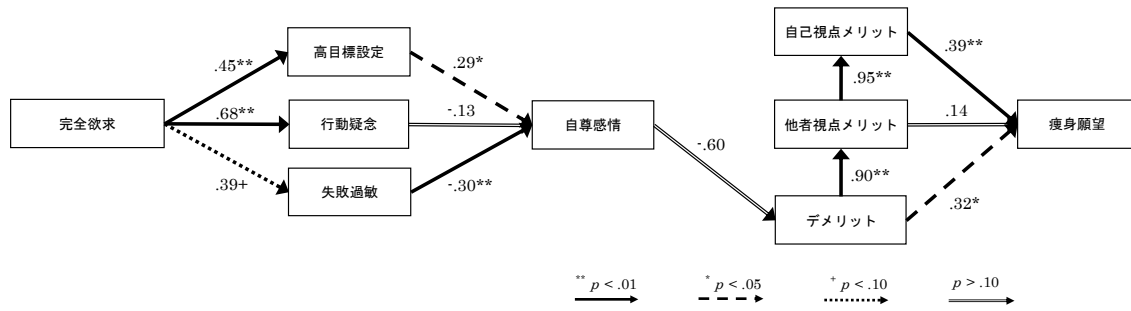 完全欲求
.45**
.68**
.39+
高目標設定
行動疑念
失敗過敏
.29*
-.13
-.30**
自尊感情
-.60
自己視点メリット
.95**
他者視点メリット
.90**
デメリット
.39**
.14
.32*
痩身願望
** p < .01
* p < .05
+ p < .10
p > .10